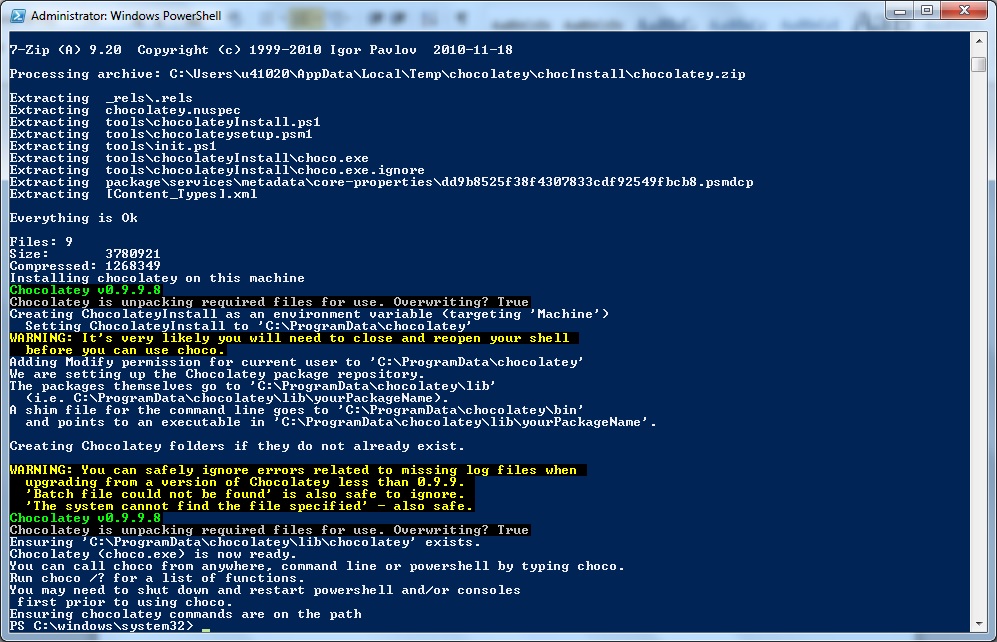 Administrator: Windows PowerShell
7-Zip (A) 9.20  Copyright (c) 1999-2010 Igor Pavlov  2010-11-18
Processing archive: C:\Users\u41020\AppData\Local\Temp\chocolatey\chocInstall\chocolatey.zip
Extracting  _rels\.rels
Extracting  chocolatey.nuspec
Extracting  tools\chocolateyInstall.ps1
Extracting  tools\chocolateysetup.psm1
Extracting  tools\init.ps1
Extracting  tools\chocolateyInstall\choco.exe
Extracting  tools\chocolateyInstall\choco.exe.ignore
Extracting  package\services\metadata\core-properties\dd9b8525f38f4307833cdf92549fbcb8.psmdcp
Extracting  [Content_Types].xml
Everything is Ok
Files: 9
Size:       3780921
Compressed: 1268349
Installing chocolatey on this machine
Chocolatey v0.9.9.8
Chocolatey is unpacking required files for use. Overwriting? True
Creating ChocolateyInstall as an environment variable (targeting 'Machine')
  Setting ChocolateyInstall to 'C:\ProgramData\chocolatey'
WARNING: It's very likely you will need to close and reopen your shell
  before you can use choco.
Adding Modify permission for current user to 'C:\ProgramData\chocolatey'
We are setting up the Chocolatey package repository.
The packages themselves go to 'C:\ProgramData\chocolatey\lib'
  (i.e. C:\ProgramData\chocolatey\lib\yourPackageName).
A shim file for the command line goes to 'C:\ProgramData\chocolatey\bin'
  and points to an executable in 'C:\ProgramData\chocolatey\lib\yourPackageName'.
Creating Chocolatey folders if they do not already exist.
WARNING: You can safely ignore errors related to missing log files when
  upgrading from a version of Chocolatey less than 0.9.9.
  'Batch file could not be found' is also safe to ignore.
  'The system cannot find the file specified' - also safe.
Chocolatey v0.9.9.8
Chocolatey is unpacking required files for use. Overwriting? True
Ensuring 'C:\ProgramData\chocolatey\lib\chocolatey' exists.
Chocolatey (choco.exe) is now ready.
You can call choco from anywhere, command line or powershell by typing choco.
Run choco /? for a list of functions.
You may need to shut down and restart powershell and/or consoles
 first prior to using choco.
Ensuring chocolatey commands are on the path
PS C:\windows\system32> _